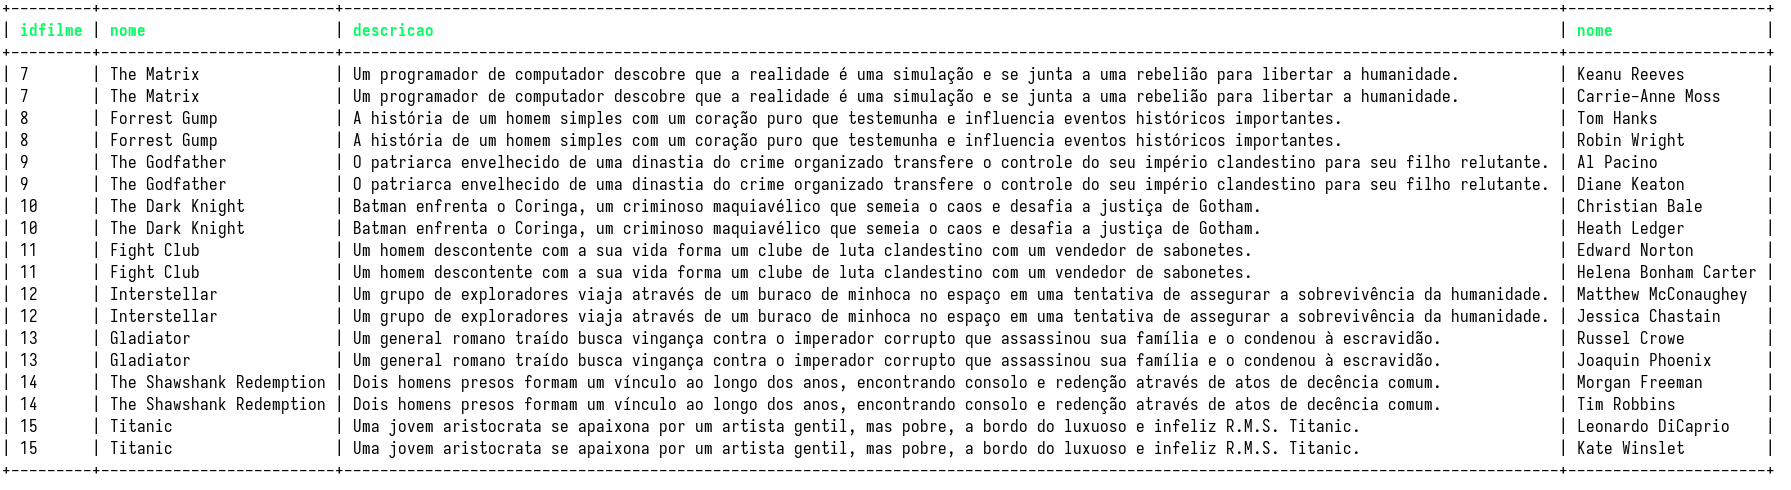 idfilme | nome | descricao | nome
7 | The Matrix | Um programador de computador descobre que a realidade é uma simulação e se junta a uma rebelião para libertar a humanidade. | Keanu Reeves
7 | The Matrix | Um programador de computador descobre que a realidade é uma simulação e se junta a uma rebelião para libertar a humanidade. | Carrie-Anne Moss
8 | Forrest Gump | A história de um homem simples com um coração puro que testemunha e influencia eventos históricos importantes. | Tom Hanks
8 | Forrest Gump | A história de um homem simples com um coração puro que testemunha e influencia eventos históricos importantes. | Robin Wright
9 | The Godfather | O patriarca envelhecido de uma dinastia do crime organizado transfere o controle do seu império clandestino para seu filho relutante. | Al Pacino
9 | The Godfather | O patriarca envelhecido de uma dinastia do crime organizado transfere o controle do seu império clandestino para seu filho relutante. | Diane Keaton
10 | The Dark Knight | Batman enfrenta o Coringa, um criminoso maquiavélico que semeia o caos e desafia a justiça de Gotham. | Christian Bale
10 | The Dark Knight | Batman enfrenta o Coringa, um criminoso maquiavélico que semeia o caos e desafia a justiça de Gotham. | Heath Ledger
11 | Fight Club | Um homem descontente com a sua vida forma um clube de luta clandestino com um vendedor de sabonetes. | Edward Norton
11 | Fight Club | Um homem descontente com a sua vida forma um clube de luta clandestino com um vendedor de sabonetes. | Helena Bonham Carter
12 | Interstellar | Um grupo de exploradores viaja através de um buraco de minhoca no espaço em uma tentativa de assegurar a sobrevivência da humanidade. | Matthew McConaughey
12 | Interstellar | Um grupo de exploradores viaja através de um buraco de minhoca no espaço em uma tentativa de assegurar a sobrevivência da humanidade. | Jessica Chastain
13 | Gladiator | Um general romano traído busca vingança contra o imperador corrupto que assassinou sua família e o condenou à escravidão. | Russel Crowe
13 | Gladiator | Um general romano traído busca vingança contra o imperador corrupto que assassinou sua família e o condenou à escravidão. | Joaquin Phoenix
14 | The Shawshank Redemption | Dois homens presos formam um vínculo ao longo dos anos, encontrando consolo e redenção através de atos de decência comum. | Morgan Freeman
14 | The Shawshank Redemption | Dois homens presos formam um vínculo ao longo dos anos, encontrando consolo e redenção através de atos de decência comum. | Tim Robbins
15 | Titanic | Uma jovem aristocrata se apaixona por um artista gentil, mas pobre, a bordo do luxuoso e infeliz R.M.S. Titanic. | Leonardo DiCaprio
15 | Titanic | Uma jovem aristocrata se apaixona por um artista gentil, mas pobre, a bordo do luxuoso e infeliz R.M.S. Titanic. | Kate Winslet